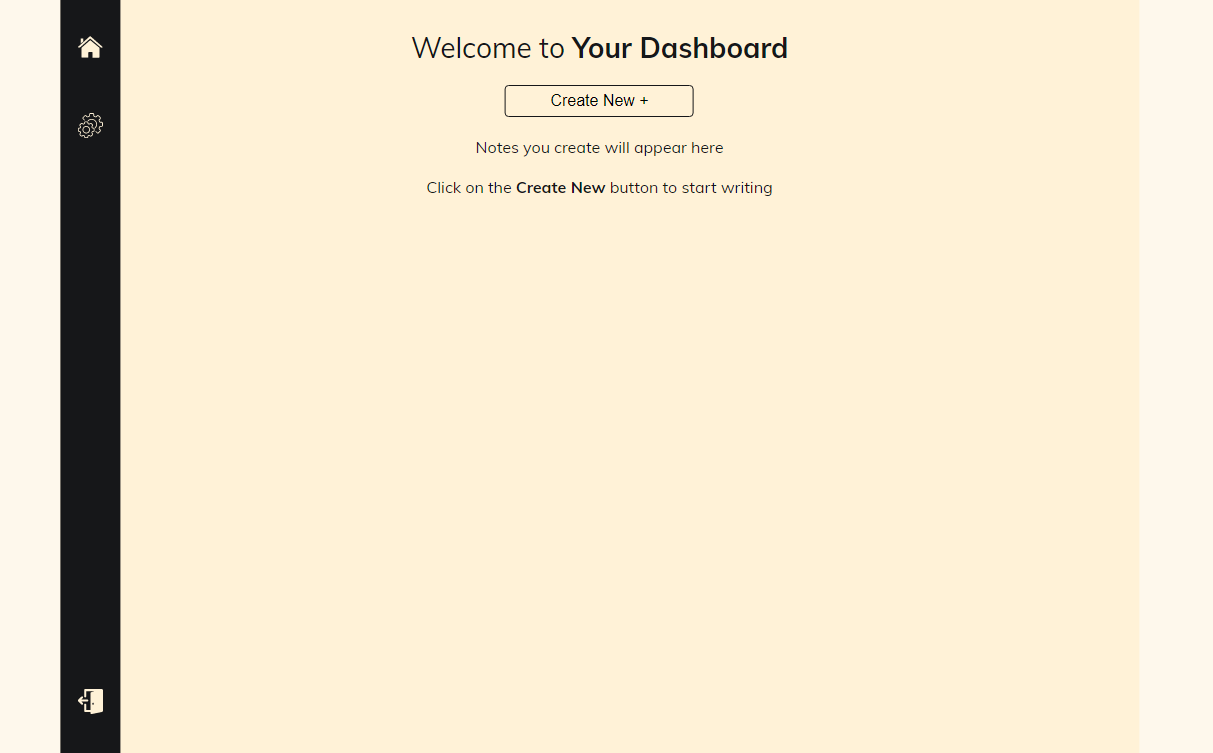 Welcome to Your Dashboard
Create New +
Notes you create will appear here
Click on the Create New button to start writing